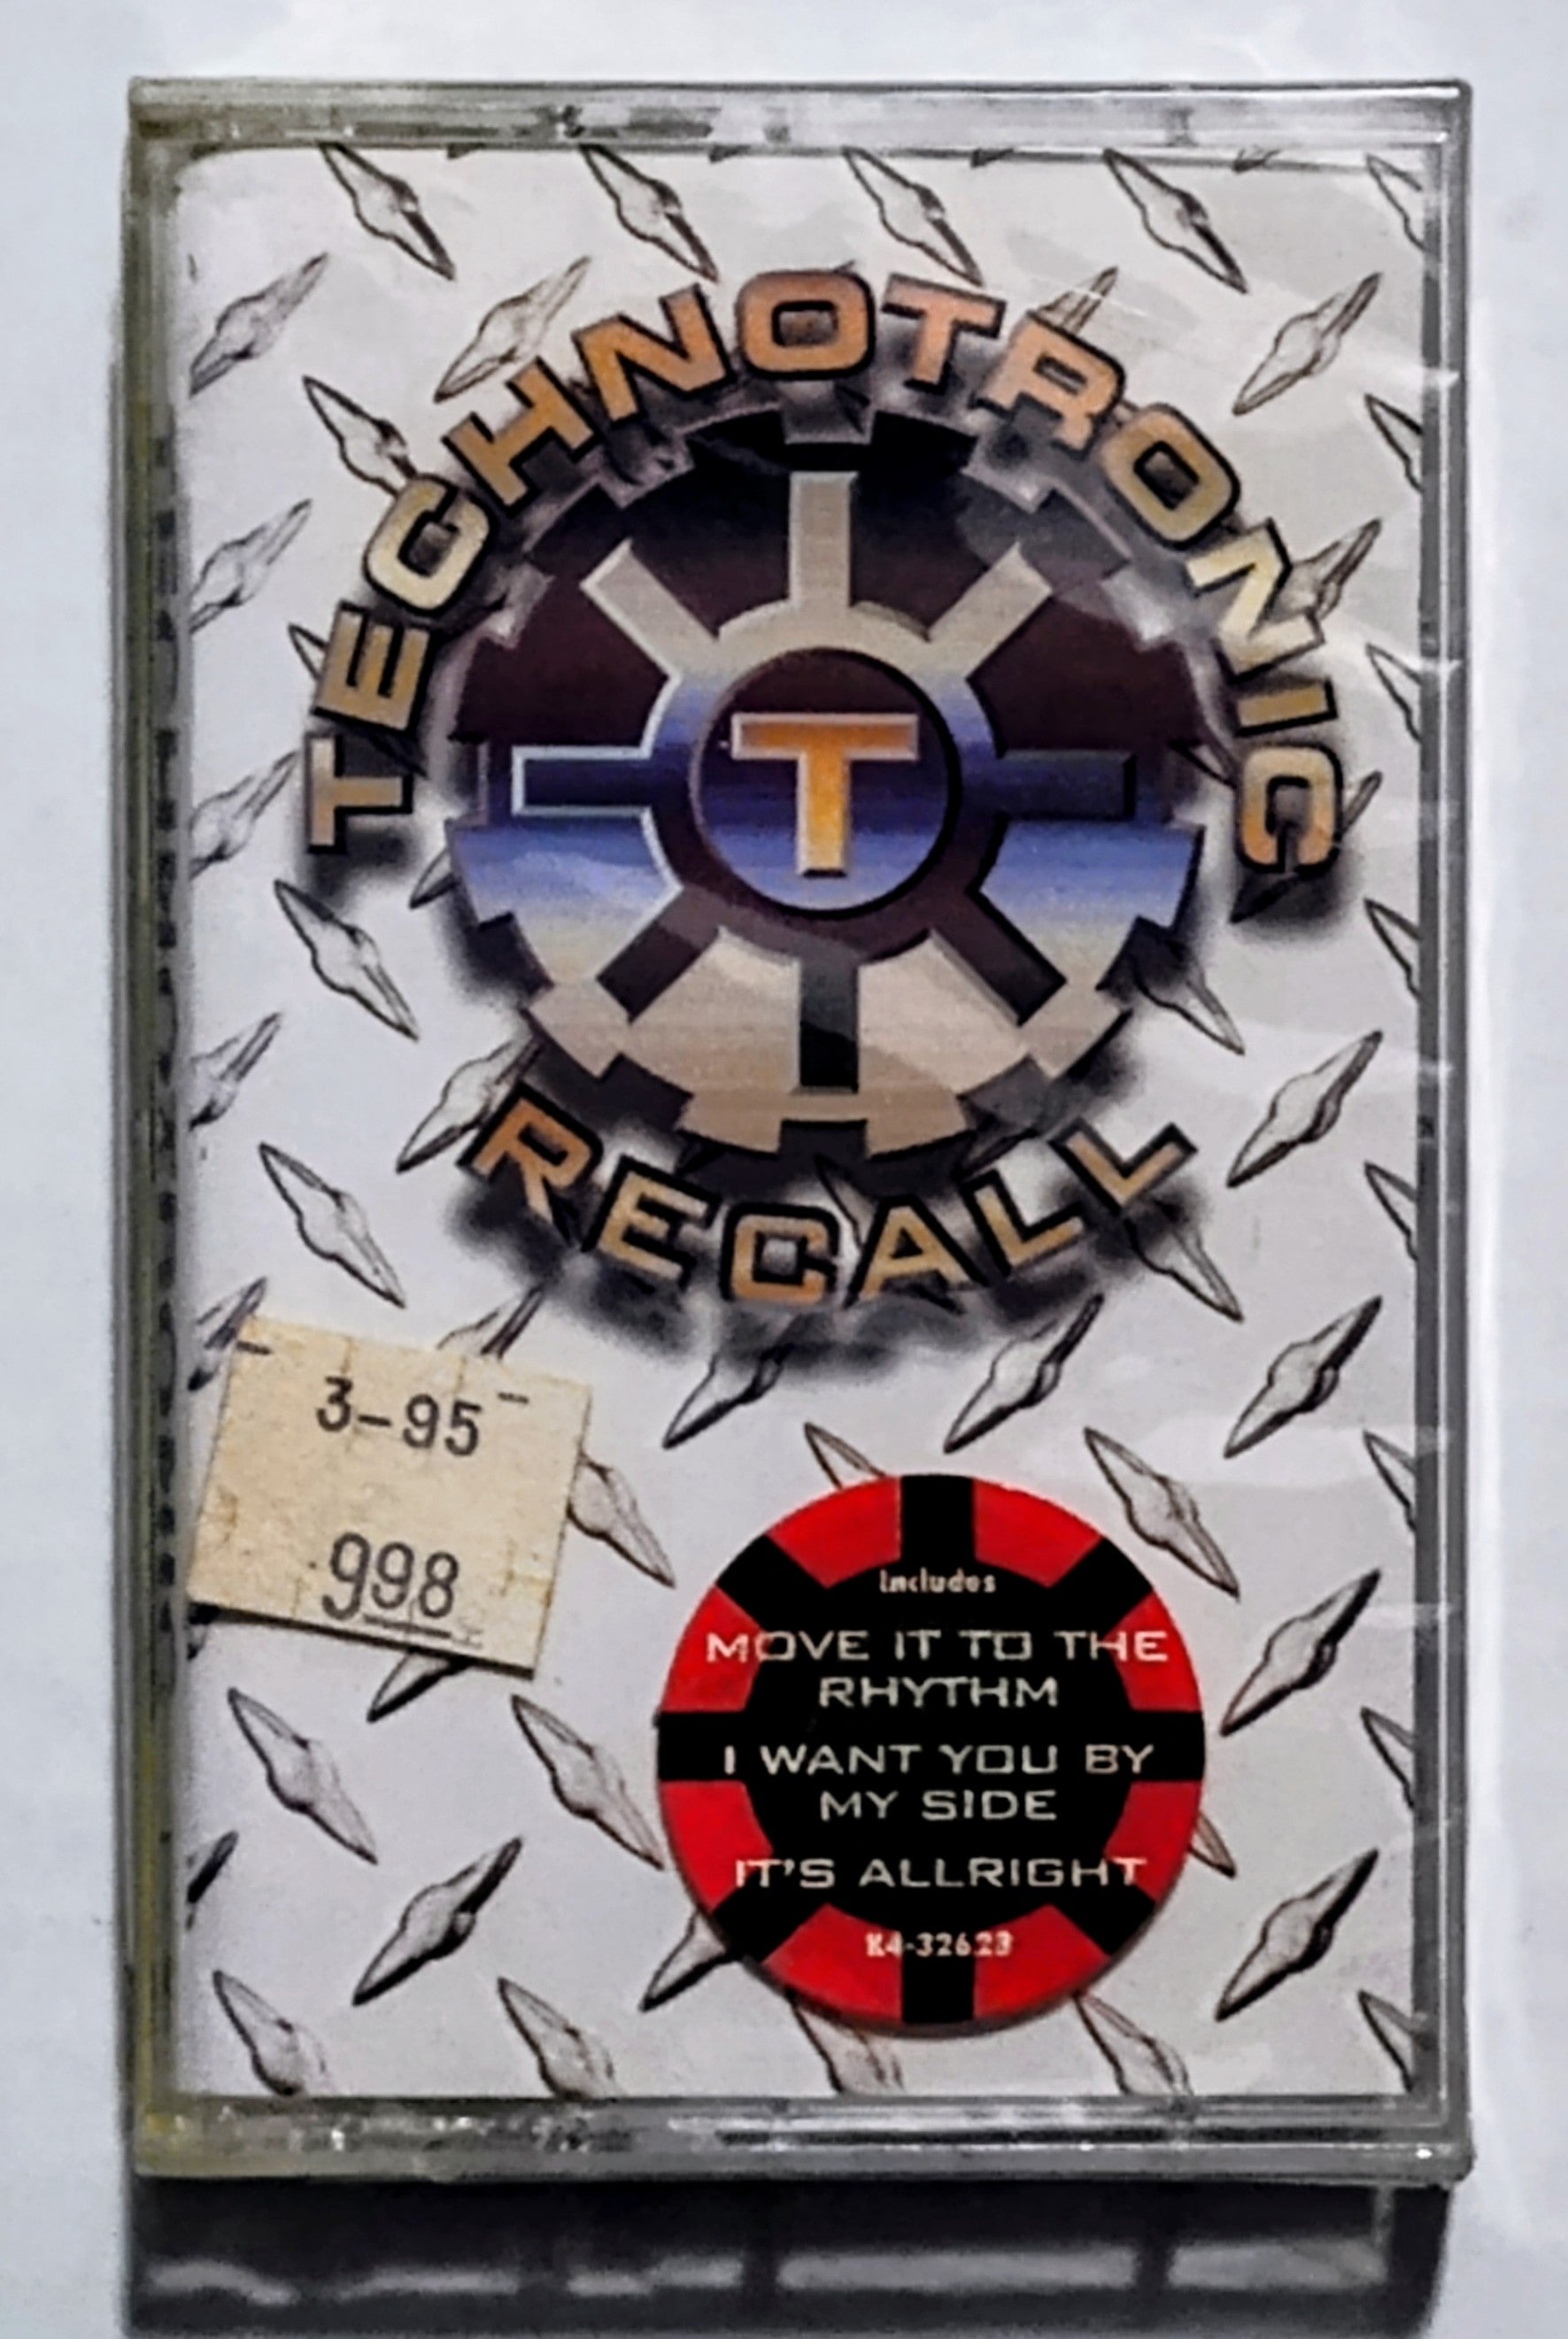 TECHNOTRONIC
T
RECALL
3-95
998
Includes
MOVE IT TO THE
RHYTHM
I WANT YOU BY
MY SIDE
IT'S ALLRIGHT
K4-32623